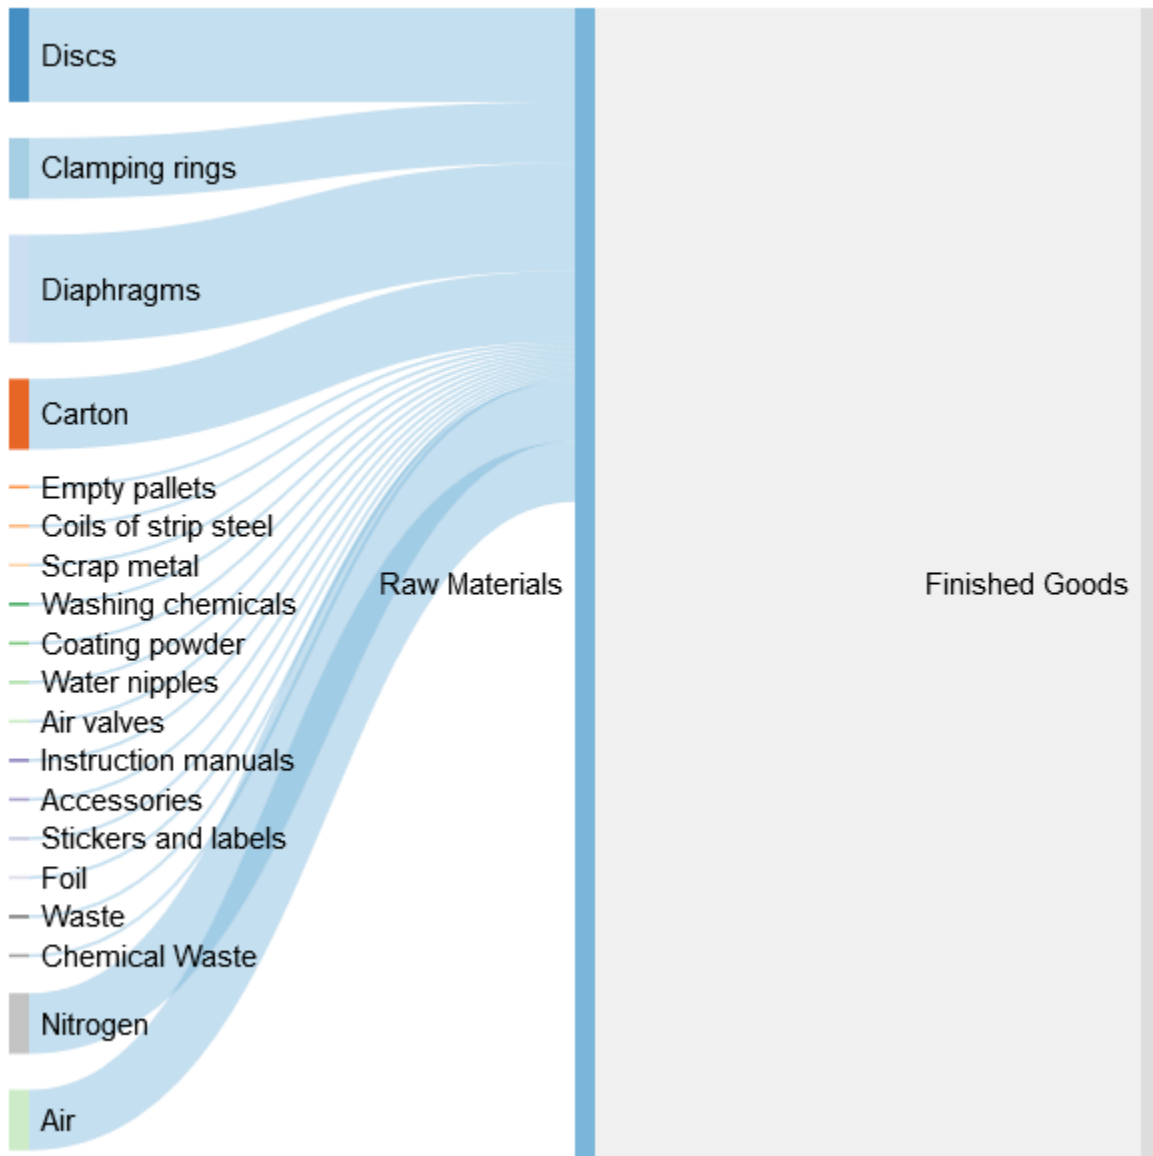 Discs
Clamping rings
Diaphragms
Carton
Empty pallets
Coils of strip steel
Scrap metal
Washing chemicals
Coating powder
Water nipples
Air valves
Instruction manuals
Accessories
Stickers and labels
Foil
Waste
Chemical Waste
Nitrogen
Air
Raw Materials
Finished Goods